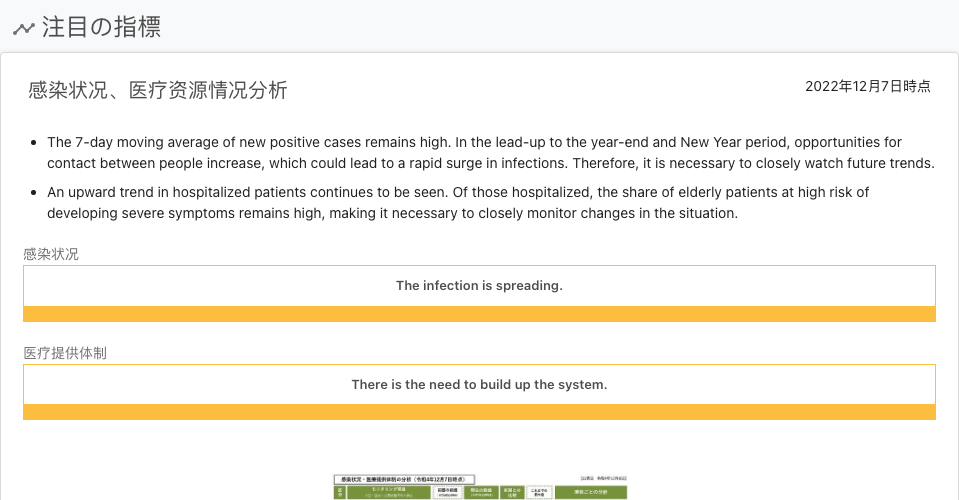 注目の指標
感染状况、医疗资源情况分析
2022年12月7日時点
The 7-day moving average of new positive cases remains high. In the lead-up to the year-end and New Year period, opportunities for
contact between people increase, which could lead to a rapid surge in infections. Therefore, it is necessary to closely watch future trends.
An upward trend in hospitalized patients continues to be seen. Of those hospitalized, the share of elderly patients at high risk of
developing severe symptoms remains high, making it necessary to closely monitor changes in the situation.
感染状况
The infection is spreading.
医疗提供体制
There is the need to build up the system.
感染状況・医療提供体制の分析（令和4年12月7日時点）